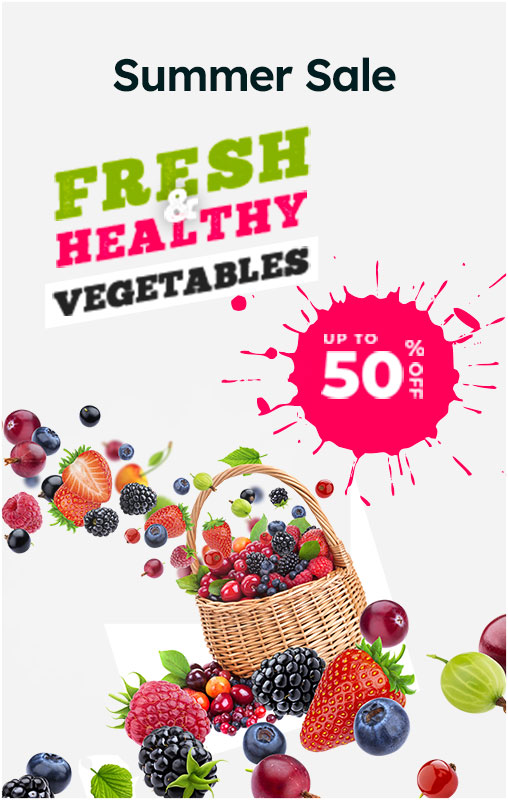 Summer Sale
FRESH
&
HEALTHY
VEGETABLES
UP TO
50% OFF